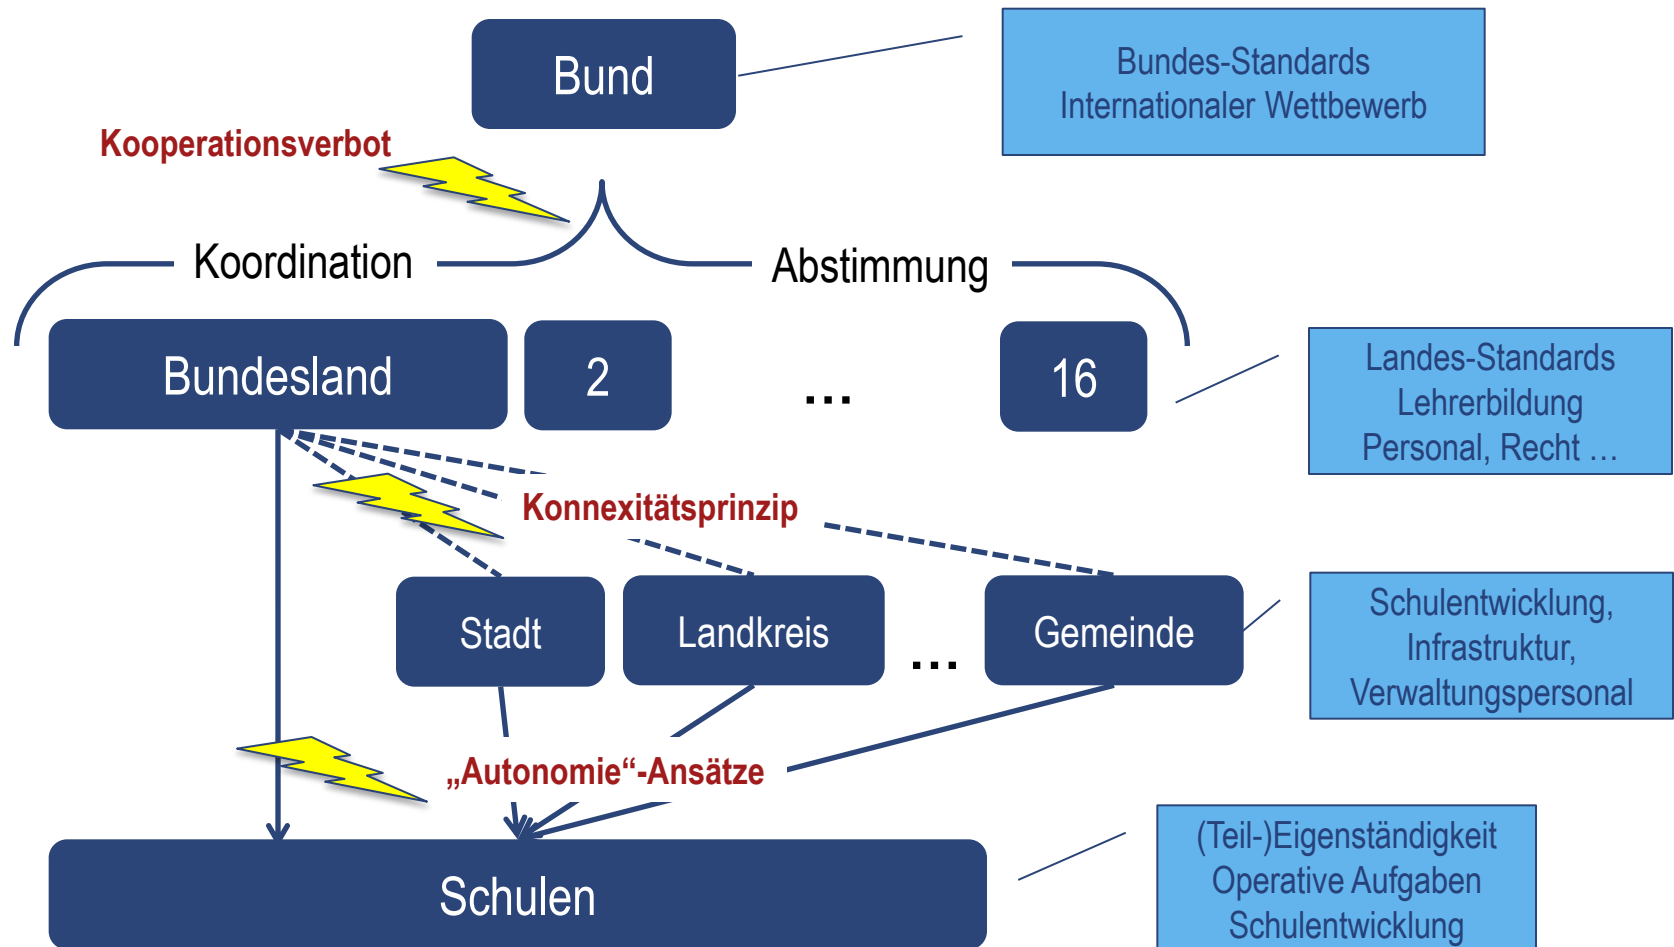 Bund
Bundes-Standards
Internationaler Wettbewerb
Kooperationsverbot
Koordination
Abstimmung
Bundesland
2
...
16
Landes-Standards
Lehrerbildung
Personal, Recht …
Konnexitätsprinzip
Stadt
Landkreis
...
Gemeinde
Schulentwicklung,
Infrastruktur,
Verwaltungspersonal
„Autonomie“-Ansätze
Schulen
(Teil-)Eigenständigkeit
Operative Aufgaben
Schulentwicklung